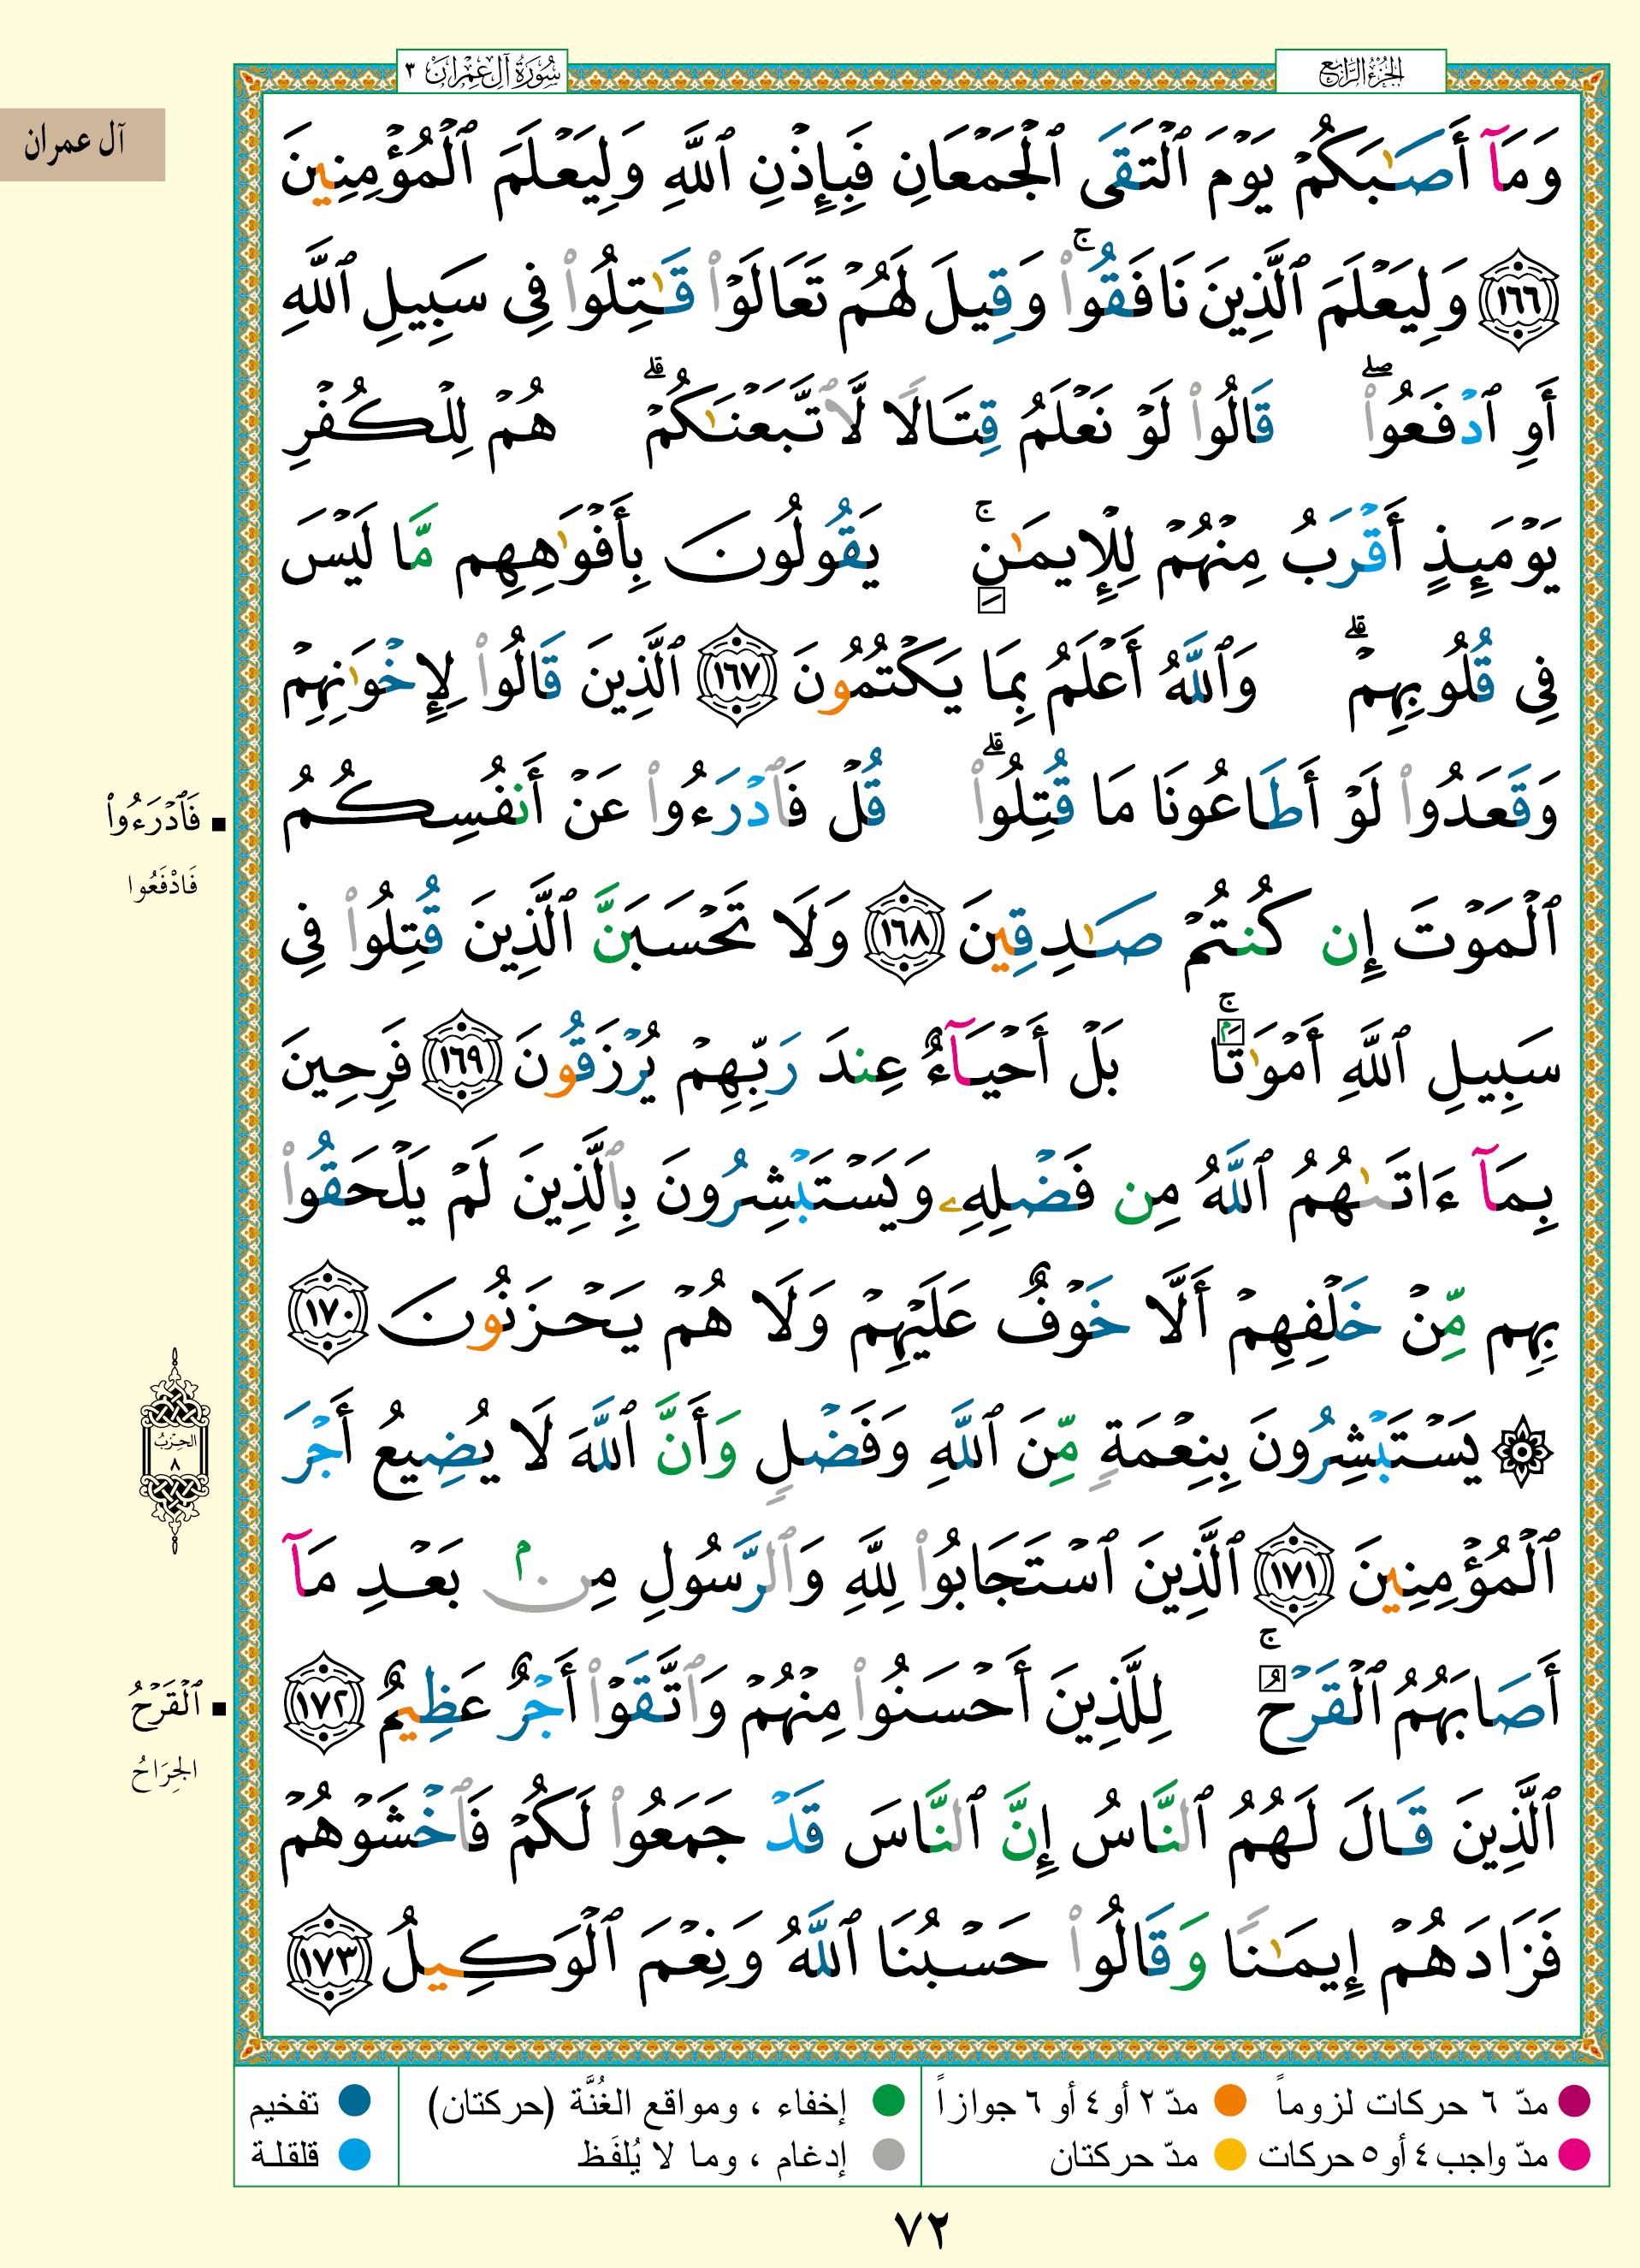 الجزء الرابع
سورة آل عمران ٣
آل عمران
وَمَآ أَصَـٰبَكُمْ يَوْمَ ٱلْتَقَى ٱلْجَمْعَانِ فَبِإِذْنِ ٱللَّهِ وَلِيَعْلَمَ ٱلْمُؤْمِنِينَ
١٦٦ وَلِيَعْلَمَ ٱلَّذِينَ نَافَقُوا۟ ۚ وَقِيلَ لَهُمْ تَعَالَوْا۟ قَـٰتِلُوا۟ فِى سَبِيلِ ٱللَّهِ
أَوِ ٱدْفَعُوا۟ ۖ قَالُوا۟ لَوْ نَعْلَمُ قِتَالًا لَّٱتَّبَعْنَـٰكُمْ ۗ هُمْ لِلْكُفْرِ
يَوْمَئِذٍ أَقْرَبُ مِنْهُمْ لِلْإِيمَـٰنِ ۚ يَقُولُونَ بِأَفْوَٰهِهِم مَّا لَيْسَ
فِى قُلُوبِهِمْ ۗ وَٱللَّهُ أَعْلَمُ بِمَا يَكْتُمُونَ ١٦٧ ٱلَّذِينَ قَالُوا۟ لِإِخْوَٰنِهِمْ
وَقَعَدُوا۟ لَوْ أَطَاعُونَا مَا قُتِلُوا۟ ۗ قُلْ فَٱدْرَءُوا۟ عَنْ أَنفُسِكُمُ
فَٱدْرَءُوا۟
فَادْفَعُوا
ٱلْمَوْتَ إِن كُنتُمْ صَـٰدِقِينَ ١٦٨ وَلَا تَحْسَبَنَّ ٱلَّذِينَ قُتِلُوا۟ فِى
سَبِيلِ ٱللَّهِ أَمْوَٰتًۢا ۚ بَلْ أَحْيَآءٌ عِندَ رَبِّهِمْ يُرْزَقُونَ ١٦٩ فَرِحِينَ
بِمَآ ءَاتَىٰهُمُ ٱللَّهُ مِن فَضْلِهِۦ وَيَسْتَبْشِرُونَ بِٱلَّذِينَ لَمْ يَلْحَقُوا۟
بِهِم مِّنْ خَلْفِهِمْ أَلَّا خَوْفٌ عَلَيْهِمْ وَلَا هُمْ يَحْزَنُونَ ١٧٠
۞ يَسْتَبْشِرُونَ بِنِعْمَةٍ مِّنَ ٱللَّهِ وَفَضْلٍ وَأَنَّ ٱللَّهَ لَا يُضِيعُ أَجْرَ
الحزب
٨
ٱلْمُؤْمِنِينَ ١٧١ ٱلَّذِينَ ٱسْتَجَابُوا۟ لِلَّهِ وَٱلرَّسُولِ مِنۢ بَعْدِ مَآ
أَصَابَهُمُ ٱلْقَرْحُ ۚ لِلَّذِينَ أَحْسَنُوا۟ مِنْهُمْ وَٱتَّقَوْا۟ أَجْرٌ عَظِيمٌ ١٧٢
ٱلْقَرْحُ
الجِرَاحُ
ٱلَّذِينَ قَالَ لَهُمُ ٱلنَّاسُ إِنَّ ٱلنَّاسَ قَدْ جَمَعُوا۟ لَكُمْ فَٱخْشَوْهُمْ
فَزَادَهُمْ إِيمَـٰنًا وَقَالُوا۟ حَسْبُنَا ٱللَّهُ وَنِعْمَ ٱلْوَكِيلُ ١٧٣
مدّ ٦ حركات لزوماً مدّ ٢ أو ٤ أو ٦ جوازاً
مدّ واجب ٤ أو ٥ حركات مدّ حركتان
إخفاء ، ومواقع الغُنَّة (حركتان)
إدغام ، وما لا يُلفَظ
تفخيم
قلقلة
٧٢